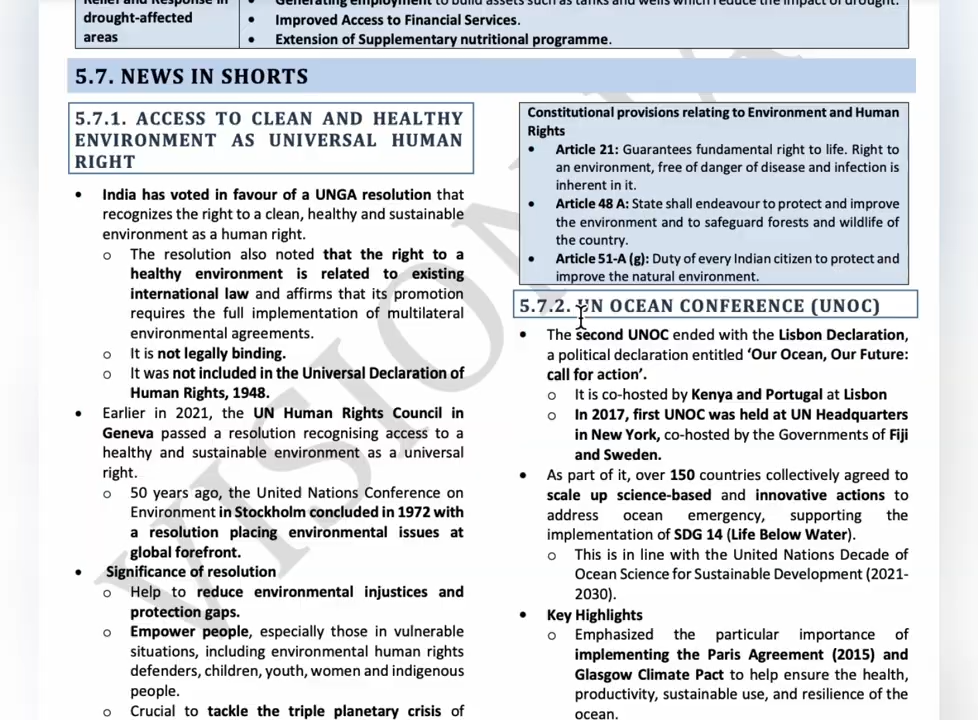 Relief and Response in
drought-affected
areas
• Generating employment to build assets such as tanks and wells which reduce the impact of drought.
• Improved Access to Financial Services.
• Extension of Supplementary nutritional programme.
5.7. NEWS IN SHORTS
5.7.1. ACCESS TO CLEAN AND HEALTHY
ENVIRONMENT AS UNIVERSAL HUMAN
RIGHT
• India has voted in favour of a UNGA resolution that
recognizes the right to a clean, healthy and sustainable
environment as a human right.
o The resolution also noted that the right to a
healthy environment is related to existing
international law and affirms that its promotion
requires the full implementation of multilateral
environmental agreements.
o It is not legally binding.
o It was not included in the Universal Declaration of
Human Rights, 1948.
• Earlier in 2021, the UN Human Rights Council in
Geneva passed a resolution recognising access to a
healthy and sustainable environment as a universal
right.
o 50 years ago, the United Nations Conference on
Environment in Stockholm concluded in 1972 with
a resolution placing environmental issues at
global forefront.
• Significance of resolution
o Help to reduce environmental injustices and
protection gaps.
o Empower people, especially those in vulnerable
situations, including environmental human rights
defenders, children, youth, women and indigenous
people.
o Crucial to tackle the triple planetary crisis of
Constitutional provisions relating to Environment and Human
Rights
• Article 21: Guarantees fundamental right to life. Right to
an environment, free of danger of disease and infection is
inherent in it.
• Article 48 A: State shall endeavour to protect and improve
the environment and to safeguard forests and wildlife of
the country.
• Article 51-A (g): Duty of every Indian citizen to protect and
improve the natural environment.
5.7.2. UN OCEAN CONFERENCE (UNOC)
• The second UNOC ended with the Lisbon Declaration,
a political declaration entitled ‘Our Ocean, Our Future:
call for action’.
o It is co-hosted by Kenya and Portugal at Lisbon
o In 2017, first UNOC was held at UN Headquarters
in New York, co-hosted by the Governments of Fiji
and Sweden.
• As part of it, over 150 countries collectively agreed to
scale up science-based and innovative actions to
address ocean emergency, supporting the
implementation of SDG 14 (Life Below Water).
o This is in line with the United Nations Decade of
Ocean Science for Sustainable Development (2021-
2030).
• Key Highlights
o Emphasized the particular importance of
implementing the Paris Agreement (2015) and
Glasgow Climate Pact to help ensure the health,
productivity, sustainable use, and resilience of the
ocean.